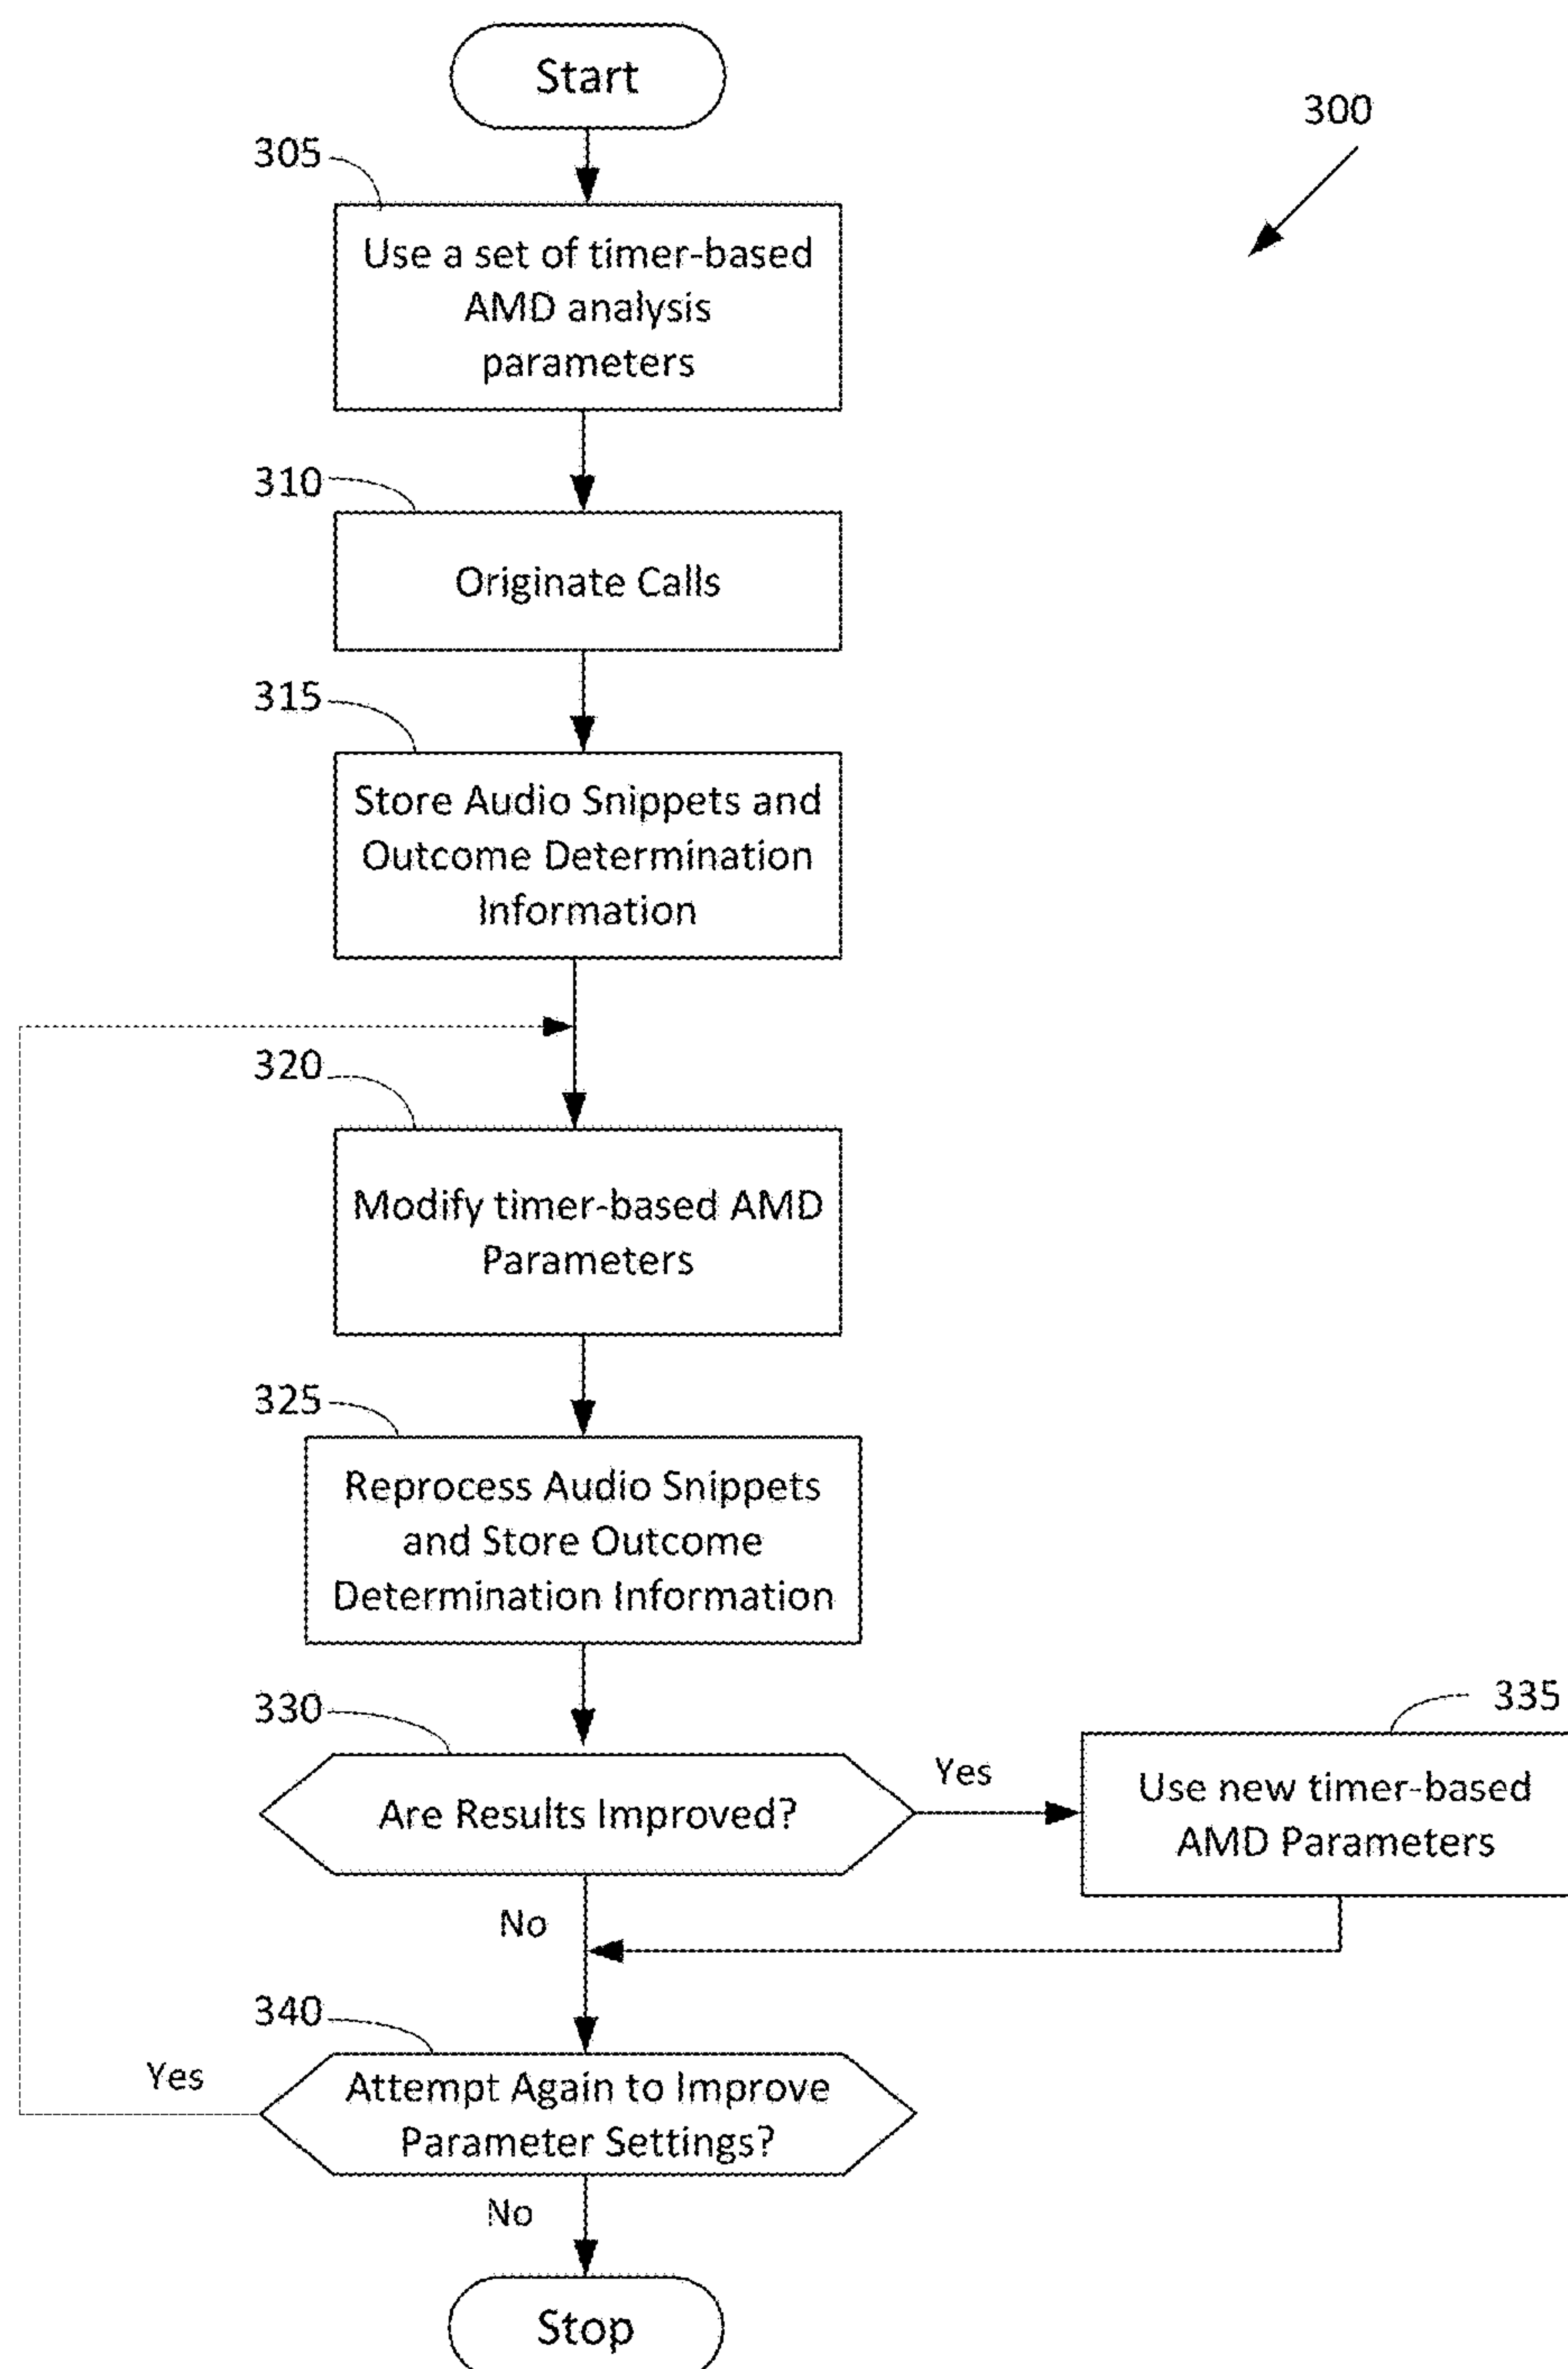 Start
300
305
Use a set of timer-based
AMD analysis
parameters
310
Originate Calls
315
Store Audio Snippets and
Outcome Determination
Information
320
Modify timer-based AMD
Parameters
325
Reprocess Audio Snippets
and Store Outcome
Determination Information
330
Are Results Improved?
Yes
335
Use new timer-based
AMD Parameters
No
340
Yes
Attempt Again to Improve
Parameter Settings?
No
Stop